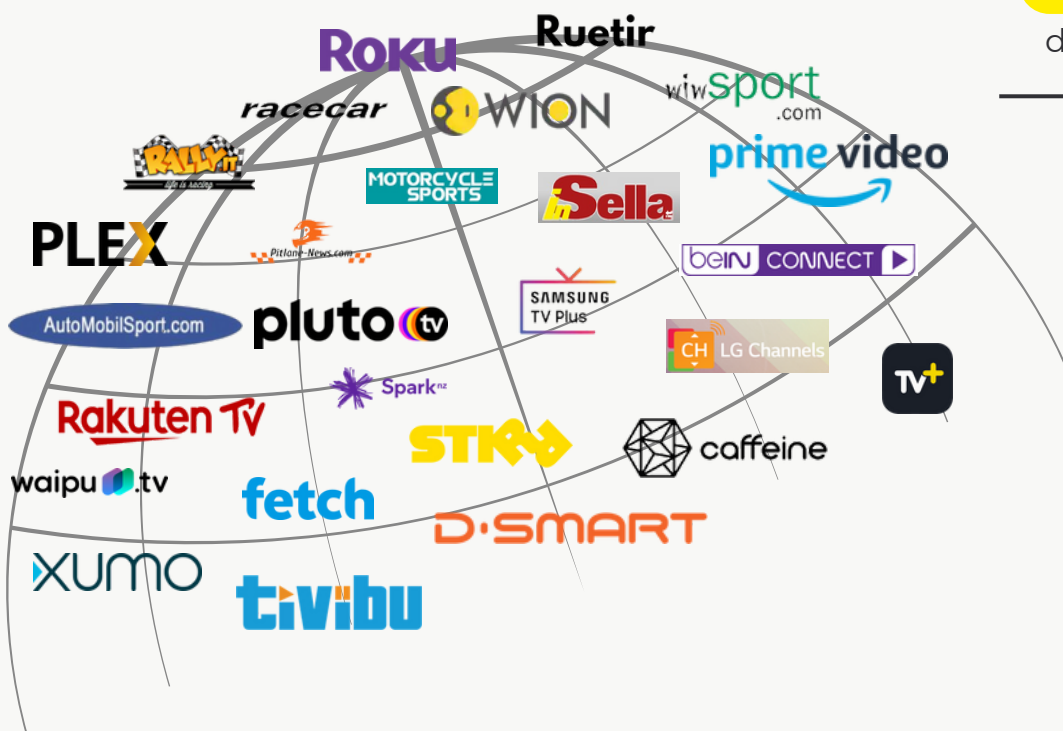 d
Roku
Ruetir
racecar
WION
wiwsport
.com
RALLY.IT
life is racing
prime video
MOTORCYCLE
SPORTS
inSella.it
PLEX
Pitlane-News.com
beIN CONNECT
SAMSUNG
TV Plus
AutoMobilSport.com
pluto tv
CH LG Channels
TV+
Spark nz
Rakuten TV
STKRD
caffeine
waipu.tv
fetch
D·SMART
xumo
tivibu